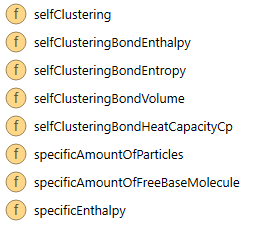 f selfClustering
f selfClusteringBondEnthalpy
f selfClusteringBondEntropy
f selfClusteringBondVolume
f selfClusteringBondHeatCapacityCp
f specificAmountOfParticles
f specificAmountOfFreeBaseMolecule
f specificEnthalpy